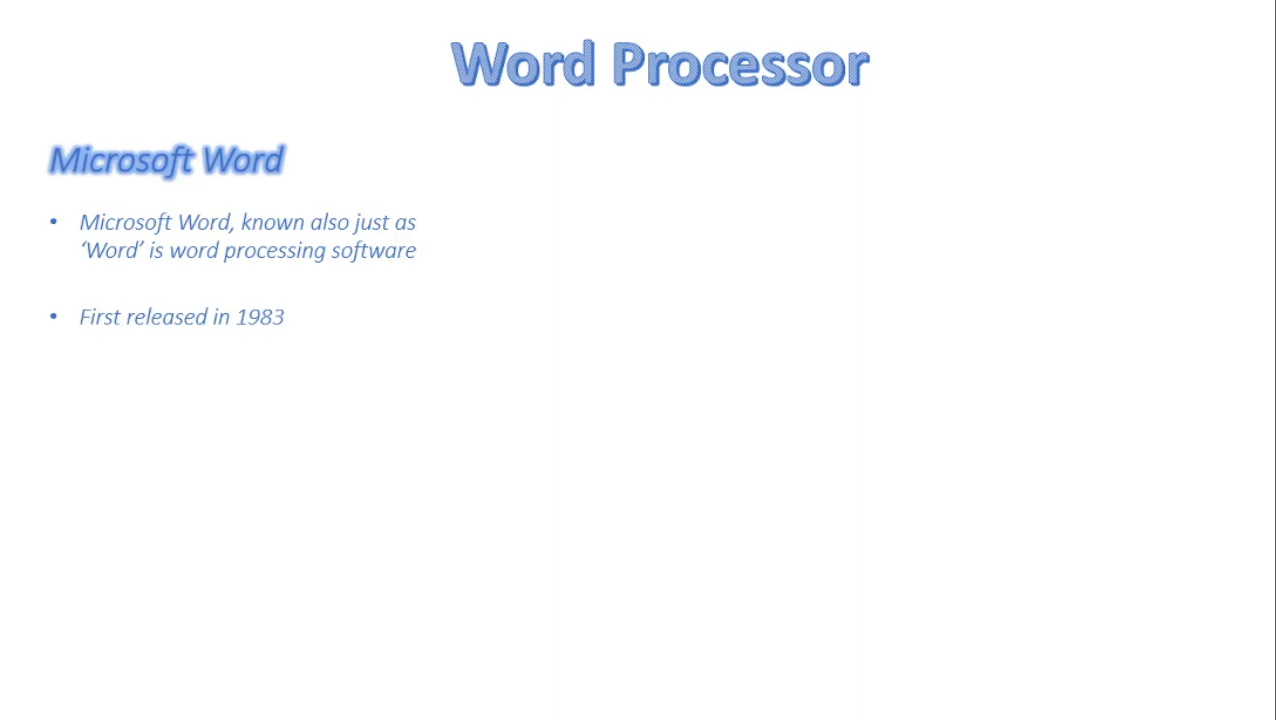 Word Processor
Microsoft Word
• Microsoft Word, known also just as
‘Word’ is word processing software
• First released in 1983